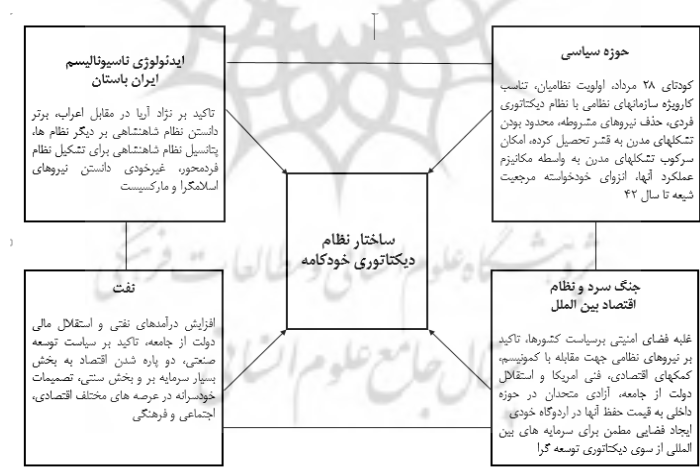 حوزه سیاسی
کودتای ۲۸ مرداد، اولویت نظامیان، تناسب
کارویژه سازمانهای نظامی با نظام دیکتاتوری
فردی، حذف نیروهای مشروطه، محدود بودن
تشکلهای مدرن به قشر تحصیل کرده، امکان
سرکوب تشکلهای مدرن به واسطه مکانیزم
عملکرد آنها، انزوای خودخواسته مرجعیت
شیعه تا سال ۴۲
ایدئولوژی ناسیونالیسم
ایران باستان
تاکید بر نژاد آریا در مقابل اعراب، برتر
دانستن نظام شاهنشاهی بر دیگر نظام ها،
پتانسیل نظام شاهنشاهی برای تشکیل نظام
فردمحور، غیرخودی دانستن نیروهای
اسلامگرا و مارکسیست
ساختار نظام
دیکتاتوری خودکامه
جنگ سرد و نظام
اقتصاد بین الملل
غلبه فضای امنیتی برسیاست کشورها، تاکید
بر نیروهای نظامی جهت مقابله با کمونیسم،
کمکهای اقتصادی، فنی امریکا و استقلال
دولت از جامعه، آزادی متحدان در حوزه
داخلی به قیمت حفظ آنها در اردوگاه خودی
ایجاد فضایی مطمن برای سرمایه های بین
المللی از سوی دیکتاتوری توسعه گرا
نفت
افزایش درآمدهای نفتی و استقلال مالی
دولت از جامعه، تاکید بر سیاست توسعه
صنعتی، دو پاره شدن اقتصاد به بخش
بسیار سرمایه بر و بخش سنتی، تصمیمات
خودسرانه در عرصه های مختلف اقتصادی،
اجتماعی و فرهنگی
پژوهشگاه علوم انسانی و مطالعات فرهنگی
جامع علوم انسانی